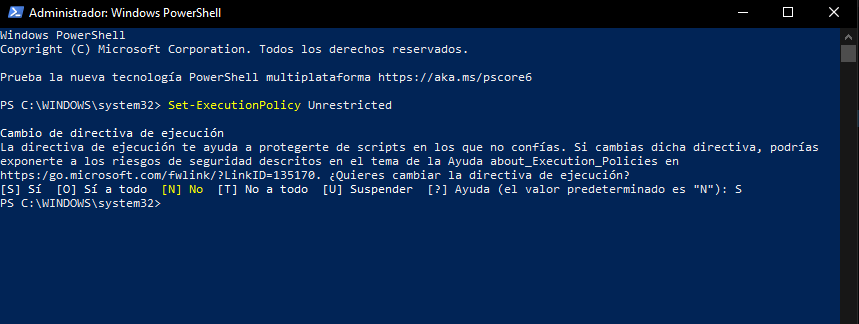 Administrador: Windows PowerShell
Windows PowerShell
Copyright (C) Microsoft Corporation. Todos los derechos reservados.
Prueba la nueva tecnología PowerShell multiplataforma https://aka.ms/pscore6
PS C:\WINDOWS\system32> Set-ExecutionPolicy Unrestricted
Cambio de directiva de ejecución
La directiva de ejecución te ayuda a protegerte de scripts en los que no confías. Si cambias dicha directiva, podrías
exponerte a los riesgos de seguridad descritos en el tema de la Ayuda about_Execution_Policies en
https:/go.microsoft.com/fwlink/?LinkID=135170. ¿Quieres cambiar la directiva de ejecución?
[S] Sí  [O] Sí a todo  [N] No  [T] No a todo  [U] Suspender  [?] Ayuda (el valor predeterminado es "N"): S
PS C:\WINDOWS\system32>